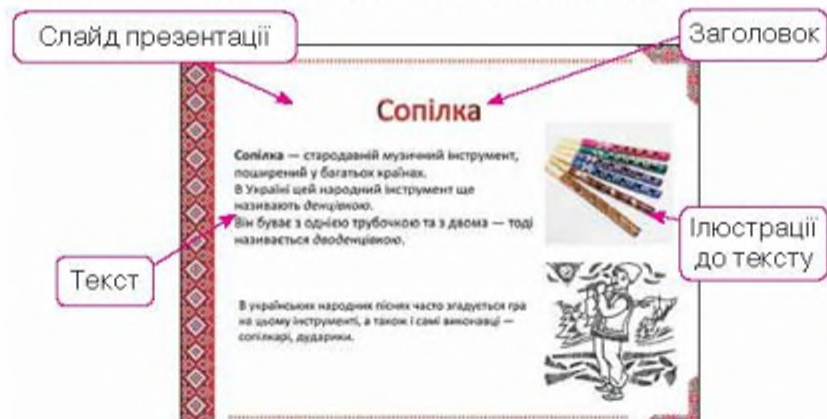 Слайд презентації
Заголовок
Сопілка
Сопілка — стародавній музичний інструмент,
поширений у багатьох країнах.
В Україні цей народний інструмент ще
називають денцівкою.
Він буває з однією трубочкою та з двома — тоді
називається дводенцівкою.
Ілюстрації
до тексту
Текст
В українських народник піснях часто згадується гра
на цьому інструменті, а також і самі виконавці —
сопілкарі, дударики.